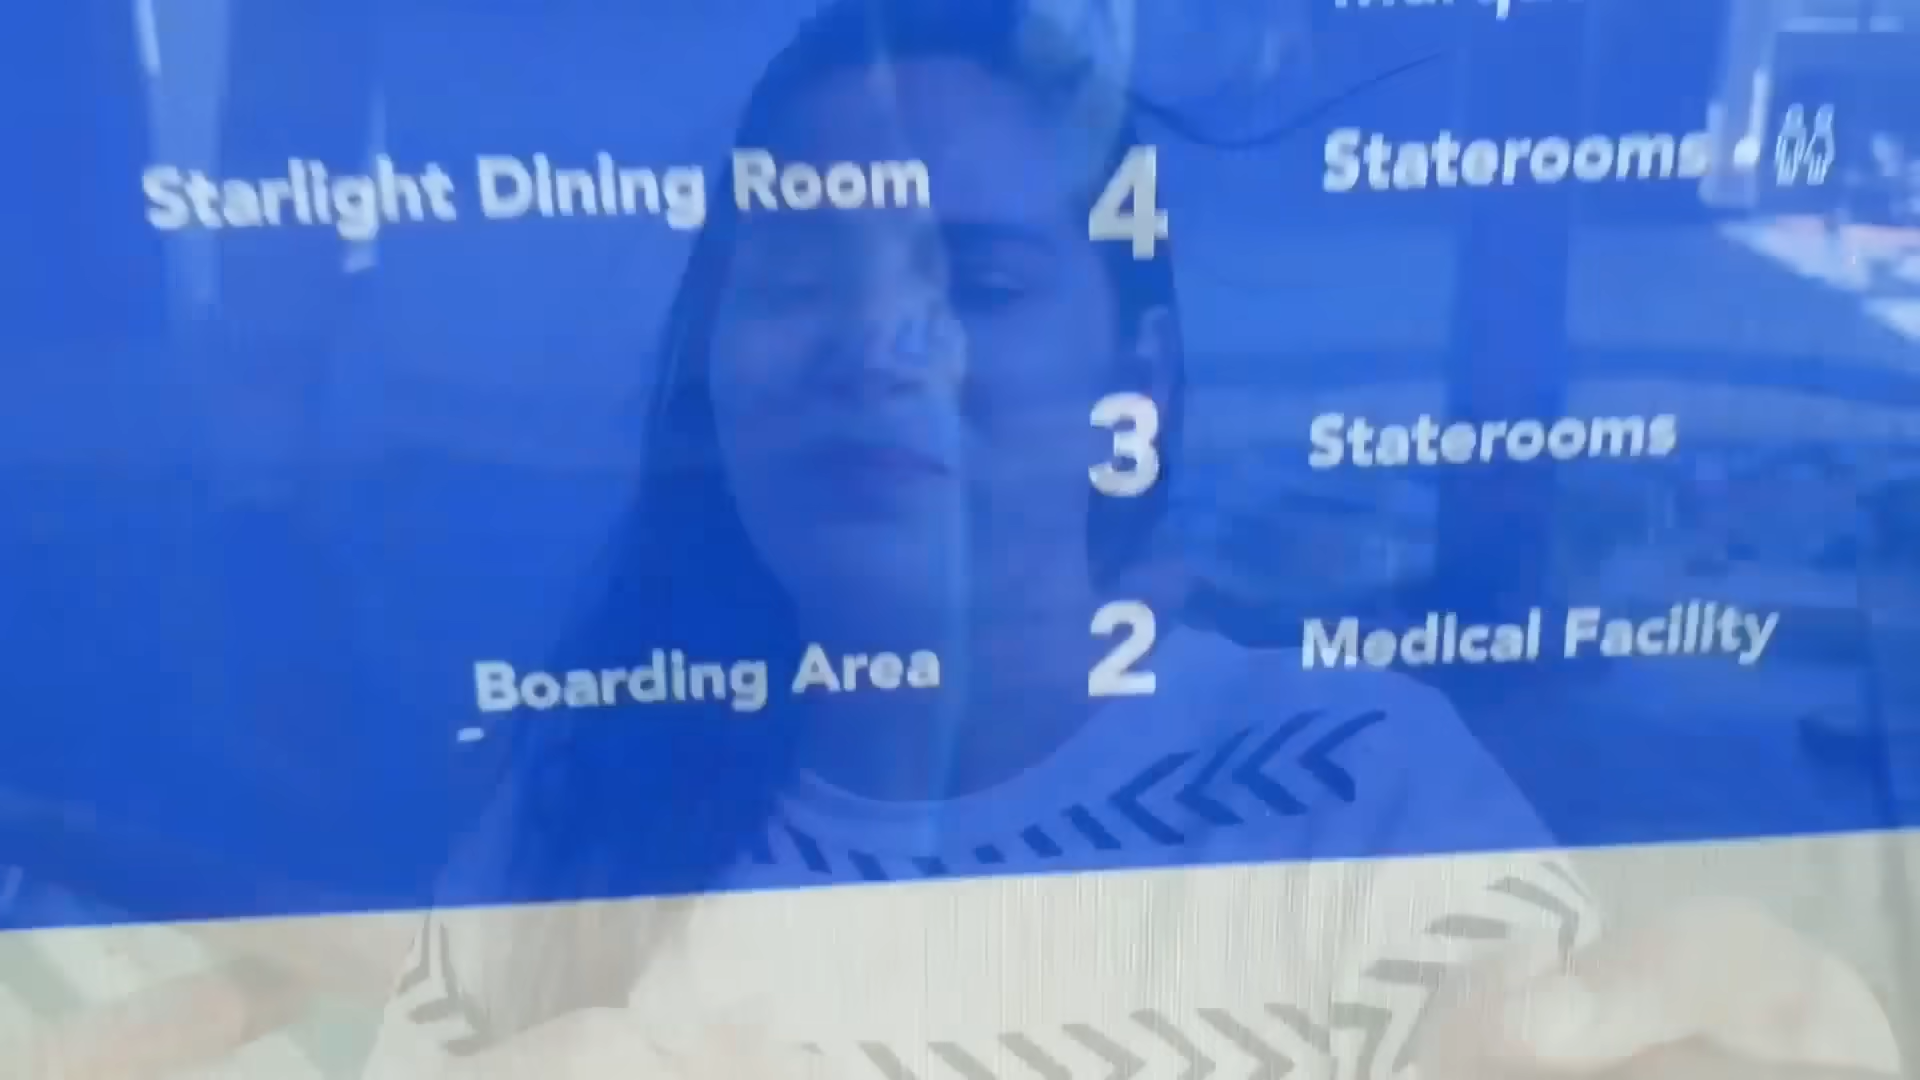 Starlight Dining Room 4 Staterooms
3 Staterooms
Boarding Area 2 Medical Facility